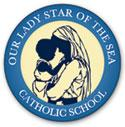 OUR LADY STAR OF THE SEA
CATHOLIC SCHOOL